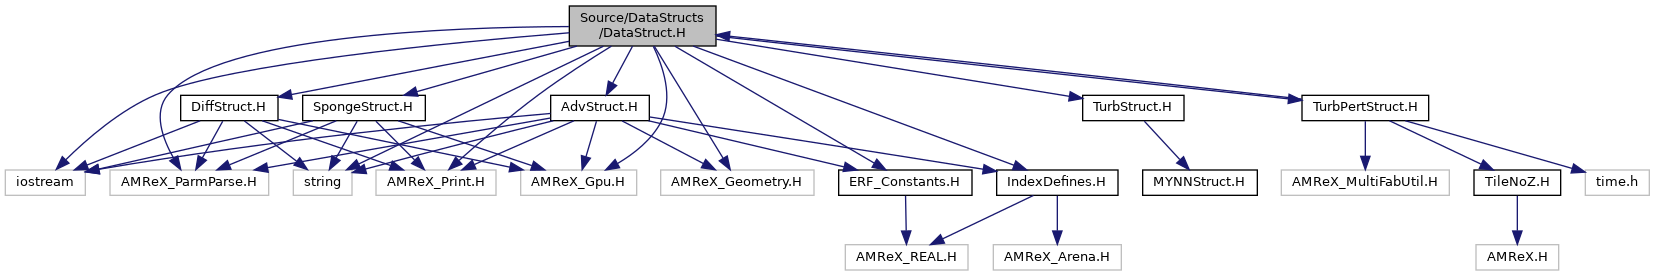 Source/DataStructs
/DataStruct.H
DiffStruct.H
SpongeStruct.H
AdvStruct.H
TurbStruct.H
TurbPertStruct.H
iostream
AMReX_ParmParse.H
string
AMReX_Print.H
AMReX_Gpu.H
AMReX_Geometry.H
ERF_Constants.H
IndexDefines.H
MYNNStruct.H
AMReX_MultiFabUtil.H
TileNoZ.H
time.h
AMReX_REAL.H
AMReX_Arena.H
AMReX.H